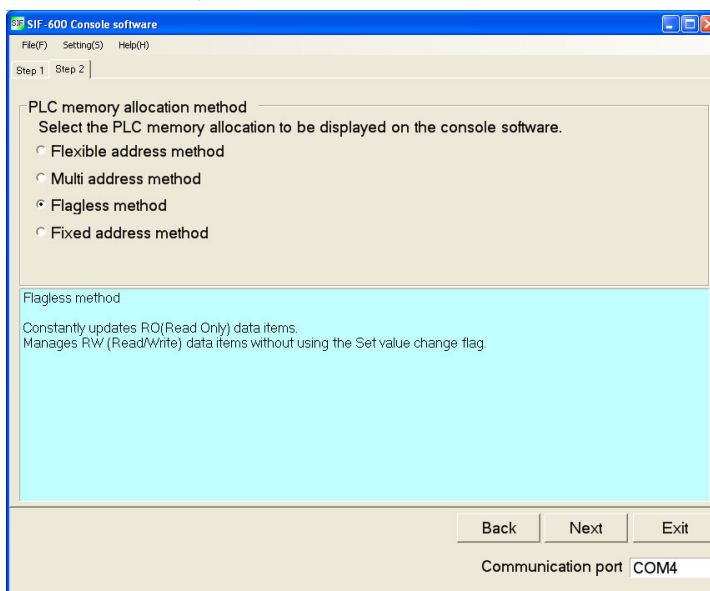 SIF SIF-600 Console software
File(F) Setting(S) Help(H)
Step 1 Step 2
PLC memory allocation method
Select the PLC memory allocation to be displayed on the console software.
Flexible address method
Multi address method
Flagless method
Fixed address method
Flagless method
Constantly updates RO(Read Only) data items.
Manages RW (Read/Write) data items without using the Set value change flag.
Back Next Exit
Communication port COM4